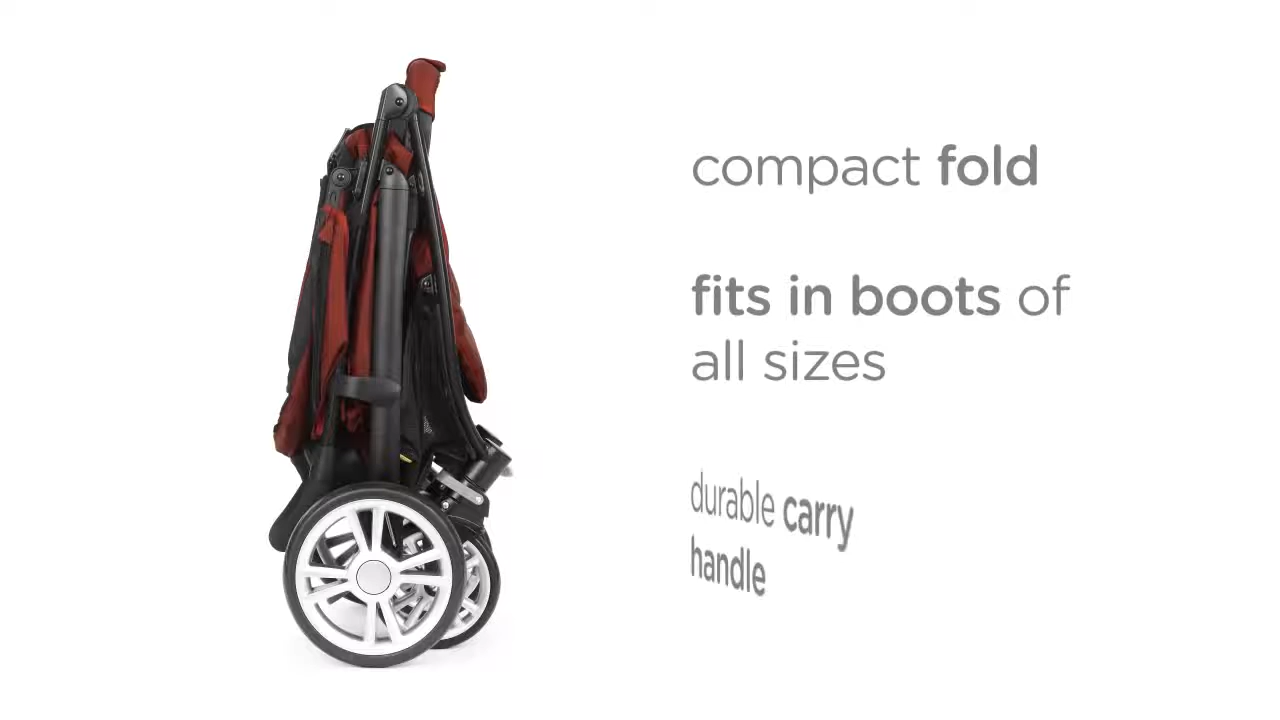 compact fold
fits in boots of
all sizes
durable carry
handle